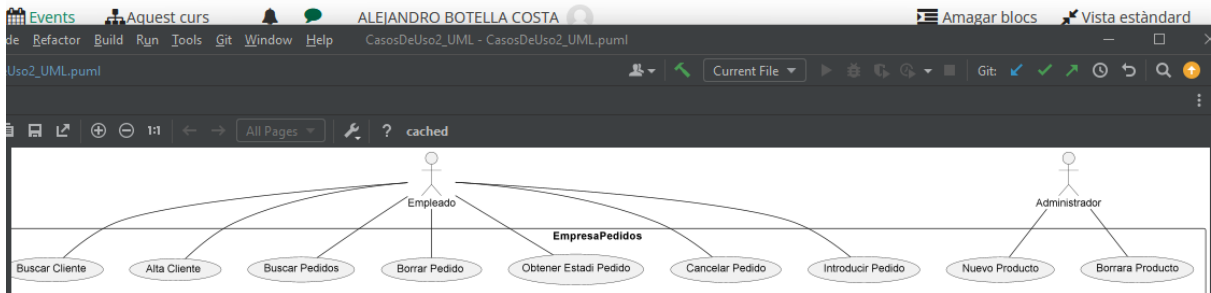 Events Aquest curs ALEJANDRO BOTELLA COSTA Amagar blocs Vista estàndard
de Refactor Build Run Tools Git Window Help CasosDeUso2_UML - CasosDeUso2_UML.puml
Uso2_UML.puml Current File Git:
1:1 All Pages ? cached
Empleado Administrador
EmpresaPedidos
Buscar Cliente Alta Cliente Buscar Pedidos Borrar Pedido Obtener Estadi Pedido Cancelar Pedido Introducir Pedido Nuevo Producto Borrara Producto